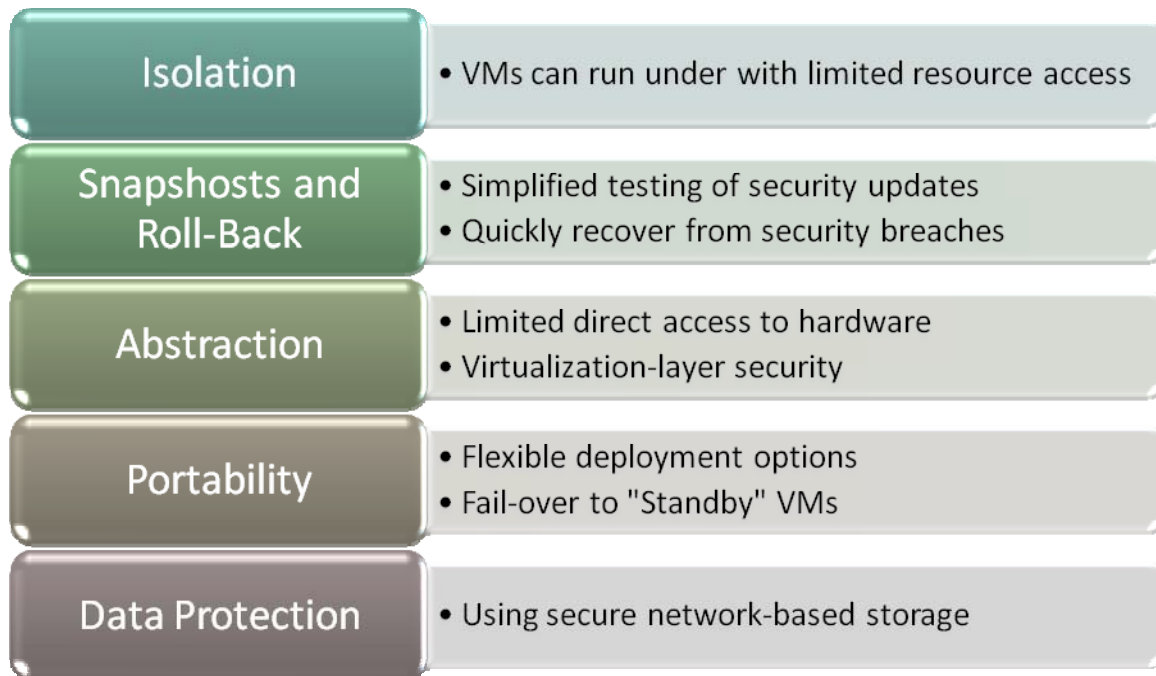 Isolation
• VMs can run under with limited resource access
Snapshosts and
Roll-Back
• Simplified testing of security updates
• Quickly recover from security breaches
Abstraction
• Limited direct access to hardware
• Virtualization-layer security
Portability
• Flexible deployment options
• Fail-over to "Standby" VMs
Data Protection
• Using secure network-based storage